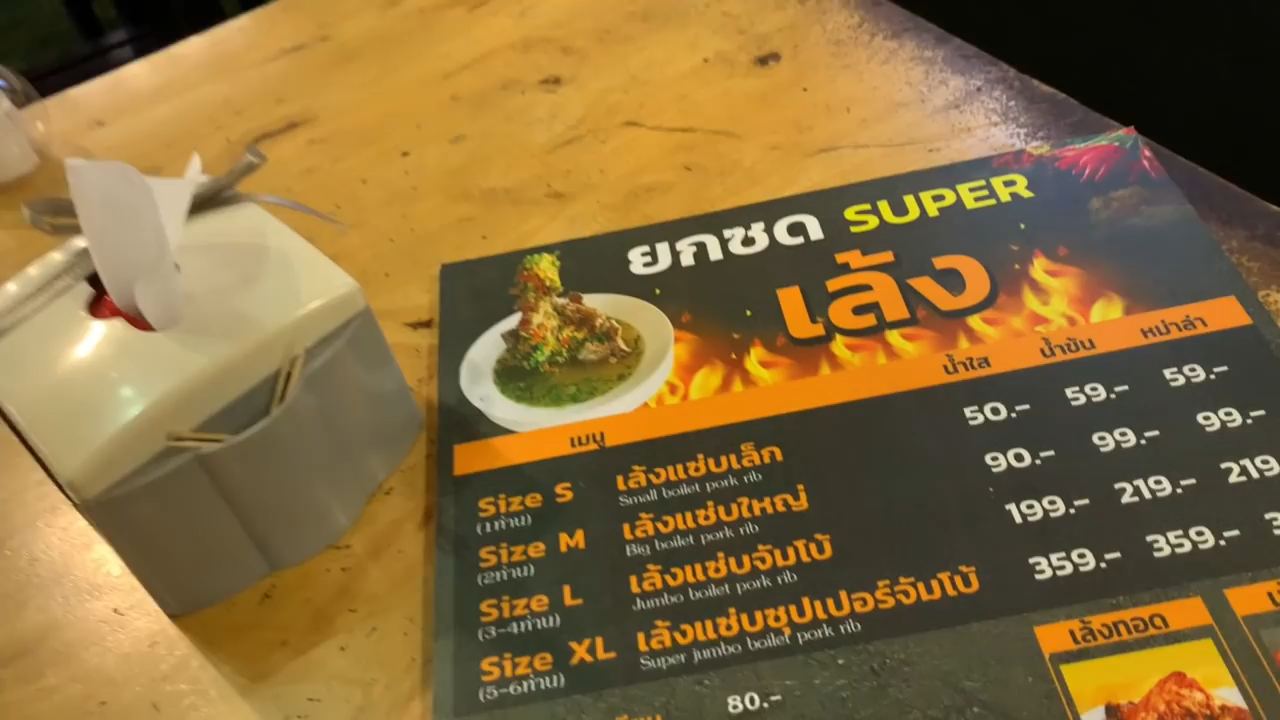 ยกซด SUPER
เล้ง
เมนู น้ำใส น้ำข้น หม่าล่า
Size S เล้งแซ่บเล็ก 50.- 59.- 59.-
(1ท่าน) Small boilet pork rib
Size M เล้งแซ่บใหญ่ 90.- 99.- 99.-
(2ท่าน) Big boilet pork rib
Size L เล้งแซ่บจัมโบ้ 199.- 219.- 219
(3-4ท่าน) Jumbo boilet pork rib
Size XL เล้งแซ่บซุปเปอร์จัมโบ้ 359.- 359.- 3
(5-6ท่าน) Super jumbo boilet pork rib
80.-
เล้งทอด